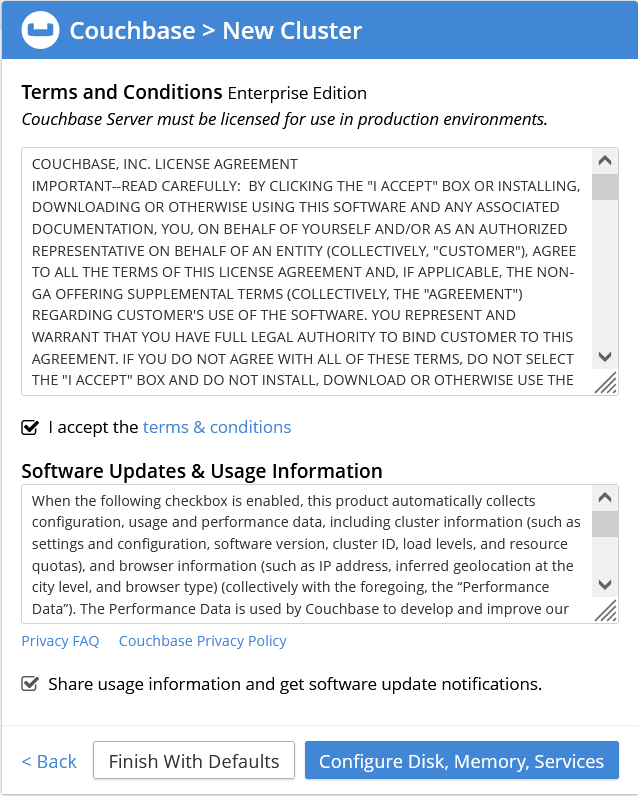 Couchbase > New Cluster
Terms and Conditions Enterprise Edition
Couchbase Server must be licensed for use in production environments.
COUCHBASE, INC. LICENSE AGREEMENT
IMPORTANT--READ CAREFULLY:  BY CLICKING THE "I ACCEPT" BOX OR INSTALLING,
DOWNLOADING OR OTHERWISE USING THIS SOFTWARE AND ANY ASSOCIATED
DOCUMENTATION, YOU, ON BEHALF OF YOURSELF AND/OR AS AN AUTHORIZED
REPRESENTATIVE ON BEHALF OF AN ENTITY (COLLECTIVELY, "CUSTOMER"), AGREE
TO ALL THE TERMS OF THIS LICENSE AGREEMENT AND, IF APPLICABLE, THE NON-
GA OFFERING SUPPLEMENTAL TERMS (COLLECTIVELY, THE "AGREEMENT")
REGARDING CUSTOMER'S USE OF THE SOFTWARE. YOU REPRESENT AND
WARRANT THAT YOU HAVE FULL LEGAL AUTHORITY TO BIND CUSTOMER TO THIS
AGREEMENT. IF YOU DO NOT AGREE WITH ALL OF THESE TERMS, DO NOT SELECT
THE "I ACCEPT" BOX AND DO NOT INSTALL, DOWNLOAD OR OTHERWISE USE THE
I accept the terms & conditions
Software Updates & Usage Information
When the following checkbox is enabled, this product automatically collects
configuration, usage and performance data, including cluster information (such as
settings and configuration, software version, cluster ID, load levels, and resource
quotas), and browser information (such as IP address, inferred geolocation at the
city level, and browser type) (collectively with the foregoing, the “Performance
Data”). The Performance Data is used by Couchbase to develop and improve our
Privacy FAQ Couchbase Privacy Policy
Share usage information and get software update notifications.
< Back Finish With Defaults Configure Disk, Memory, Services